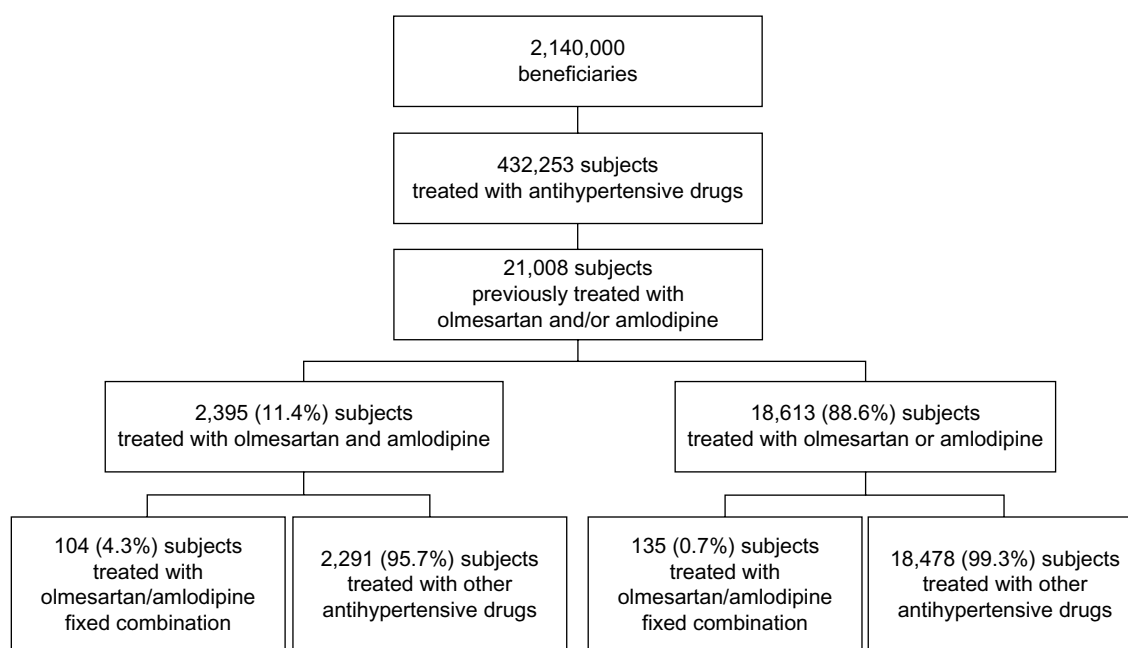 2,140,000
beneficiaries
432,253 subjects
treated with antihypertensive drugs
21,008 subjects
previously treated with
olmesartan and/or amlodipine
2,395 (11.4%) subjects
treated with olmesartan and amlodipine
18,613 (88.6%) subjects
treated with olmesartan or amlodipine
104 (4.3%) subjects
treated with
olmesartan/amlodipine
fixed combination
2,291 (95.7%) subjects
treated with other
antihypertensive drugs
135 (0.7%) subjects
treated with
olmesartan/amlodipine
fixed combination
18,478 (99.3%) subjects
treated with other
antihypertensive drugs